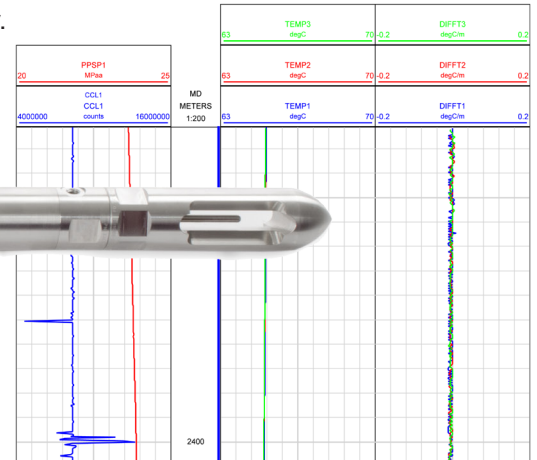 TEMP3
63 degC 70
DIFFT3
-0.2 degC/m 0.2
PPSP1
20 MPaa 25
TEMP2
63 degC 70
DIFFT2
-0.2 degC/m 0.2
CCL1
CCL1
4000000 counts 16000000
MD
METERS
1:200
TEMP1
63 degC 70
DIFFT1
-0.2 degC/m 0.2
2400